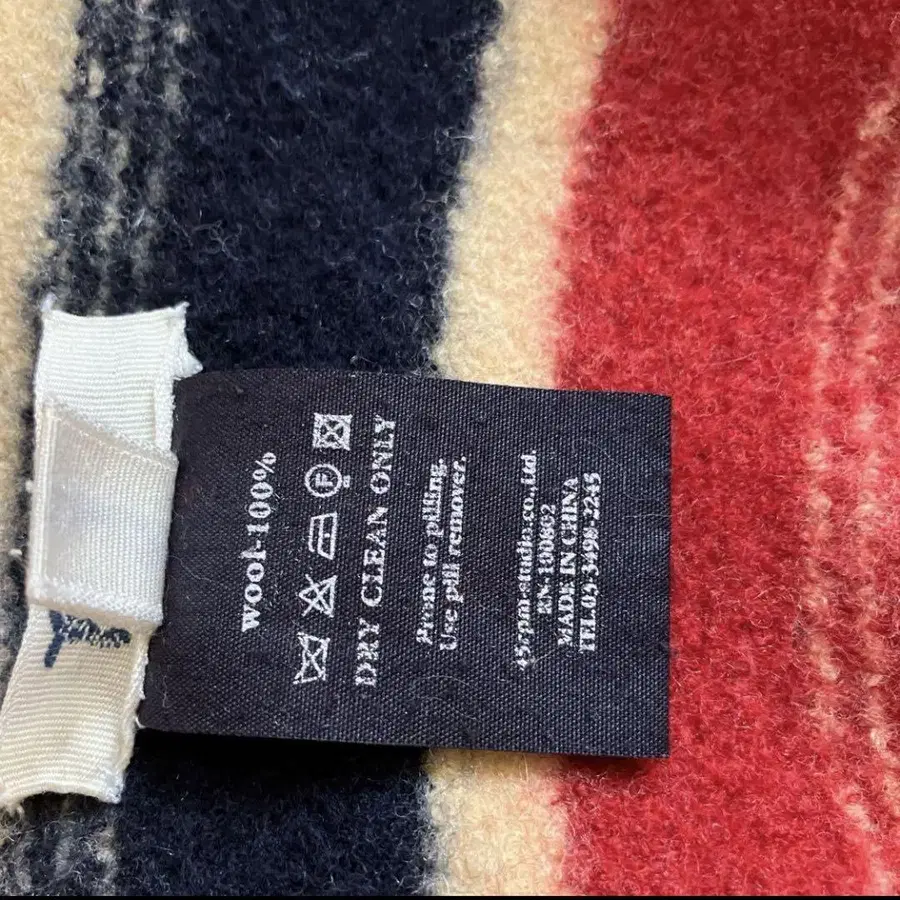 wool-100%
F
DRY CLEAN ONLY
Prone to pilling.
Use pill remover.
45rpm-studio.co.,Ltd.
RN-100862
MADE IN CHINA
TEL.03-3498-2245